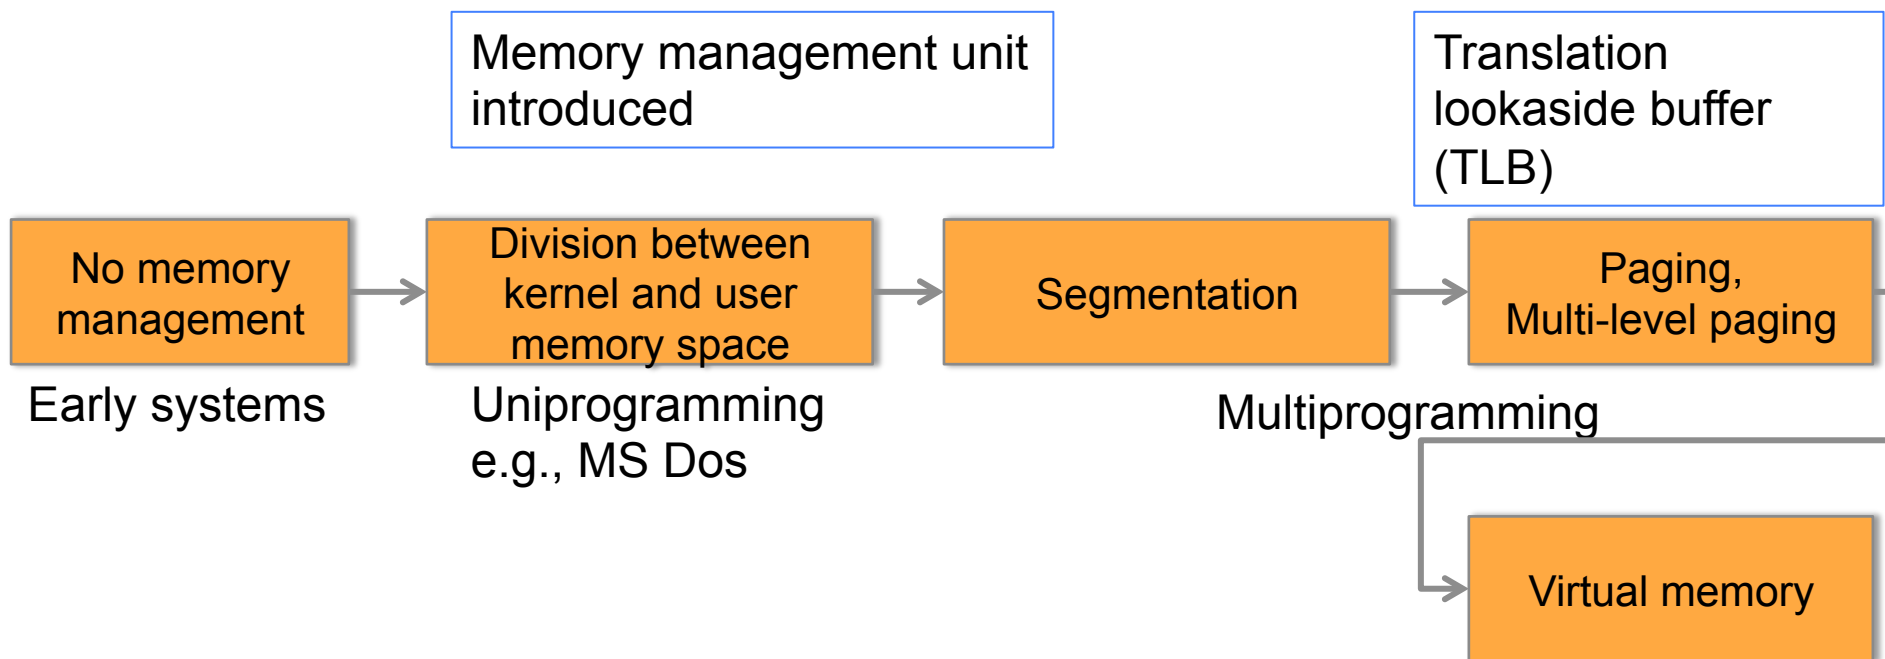 Memory management unit
introduced
Translation
lookaside buffer
(TLB)
No memory
management
Division between
kernel and user
memory space
Segmentation
Paging,
Multi-level paging
Early systems
Uniprogramming
e.g., MS Dos
Multiprogramming
Virtual memory